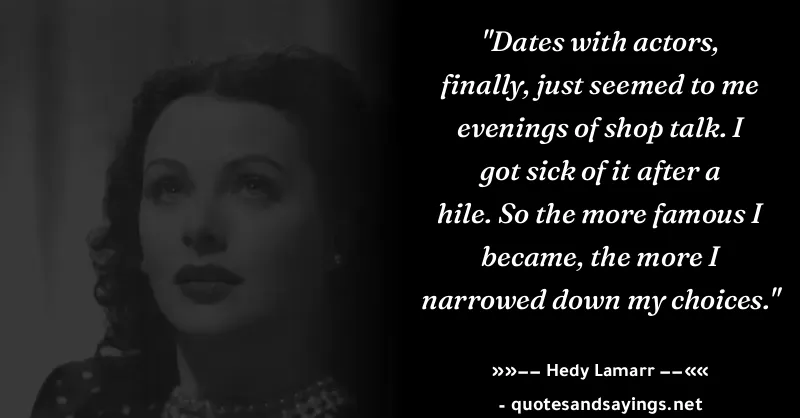 "Dates with actors,
finally, just seemed to me
evenings of shop talk. I
got sick of it after a
hile. So the more famous I
became, the more I
narrowed down my choices."
»»−− Hedy Lamarr −−««
- quotesandsayings.net